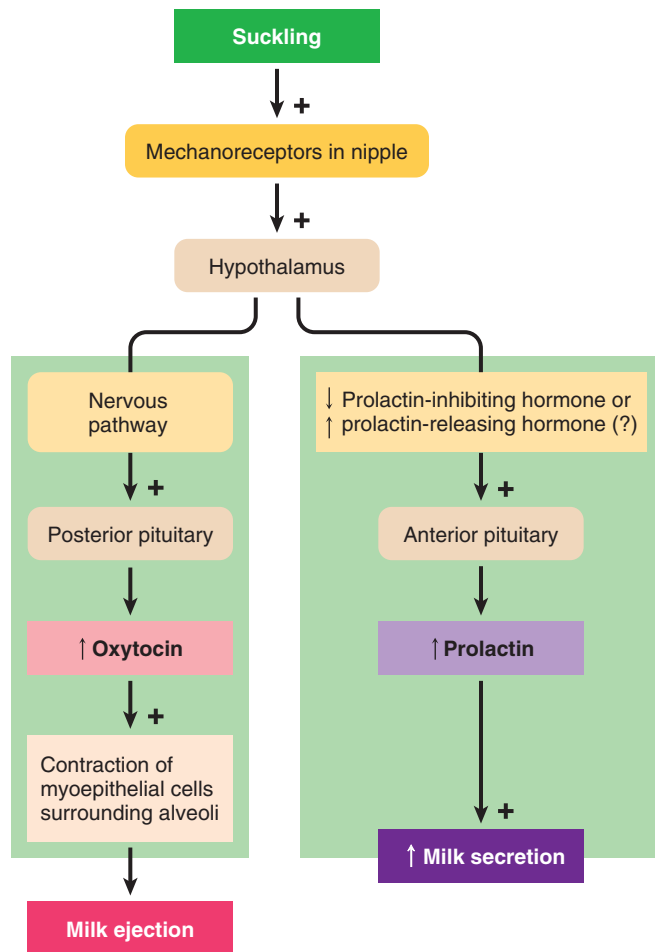 Suckling
+
Mechanoreceptors in nipple
+
Hypothalamus
Nervous
pathway
+
Posterior pituitary
↑ Oxytocin
+
Contraction of
myoepithelial cells
surrounding alveoli
Milk ejection
↓ Prolactin-inhibiting hormone or
↑ prolactin-releasing hormone (?)
+
Anterior pituitary
↑ Prolactin
+
↑ Milk secretion